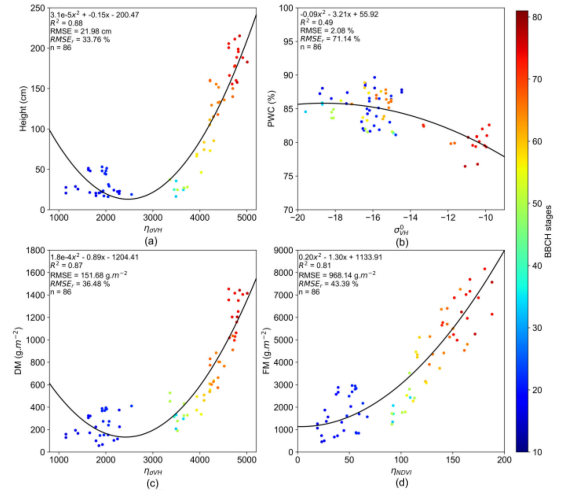 250
200
150
100
50
0
Height (cm)
3.1e-5x² + -0.15x - 200.47
R² = 0.88
RMSE = 21.98 cm
RMSEᵣ = 33.76 %
n = 86
1000 2000 3000 4000 5000
ησVH
(a)
100
95
90
85
80
75
70
PWC (%)
-0.09x² - 3.21x + 55.92
R² = 0.49
RMSE = 2.08 %
RMSEᵣ = 71.14 %
n = 86
−20 −18 −16 −14 −12 −10
σ⁰VH
(b)
1800
1600
1400
1200
1000
800
600
400
200
0
DM (g.m⁻²)
1.8e-4x² - 0.89x - 1204.41
R² = 0.87
RMSE = 151.68 g.m⁻²
RMSEᵣ = 36.48 %
n = 86
1000 2000 3000 4000 5000
ησVH
(c)
9000
8000
7000
6000
5000
4000
3000
2000
1000
0
FM (g.m⁻²)
0.20x² - 1.30x + 1133.91
R² = 0.81
RMSE = 968.14 g.m⁻²
RMSEᵣ = 43.39 %
n = 86
0 50 100 150 200
ηNDVI
(d)
80
70
60
50
40
30
20
10
BBCH stages